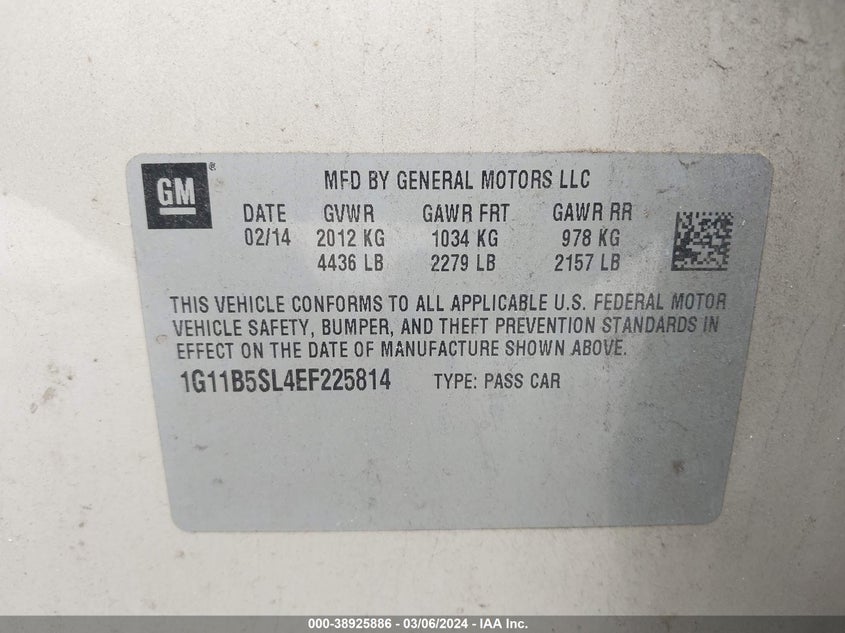 GM®
MFD BY GENERAL MOTORS LLC
DATE GVWR GAWR FRT GAWR RR
02/14 2012 KG 1034 KG 978 KG
4436 LB 2279 LB 2157 LB
THIS VEHICLE CONFORMS TO ALL APPLICABLE U.S. FEDERAL MOTOR
VEHICLE SAFETY, BUMPER, AND THEFT PREVENTION STANDARDS IN
EFFECT ON THE DATE OF MANUFACTURE SHOWN ABOVE.
1G11B5SL4EF225814 TYPE: PASS CAR
000-38925886 - 03/06/2024 - IAA Inc.